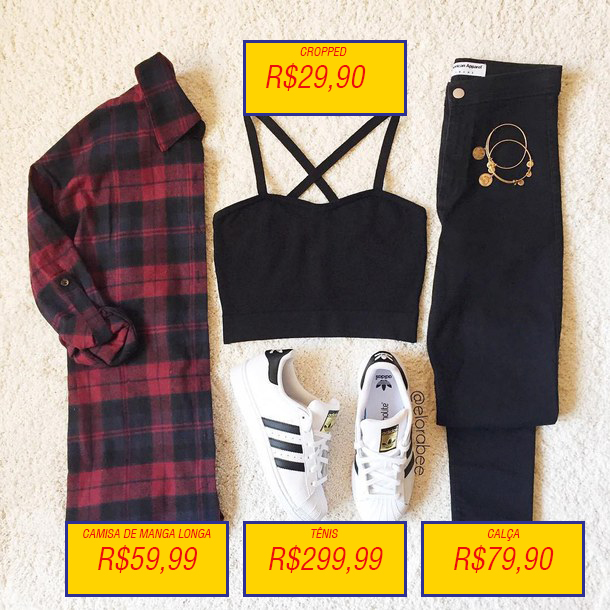 CROPPED
R$29,90
American Apparel
adidas
@elorabee
CAMISA DE MANGA LONGA
R$59,99
TÊNIS
R$299,99
CALÇA
R$79,90